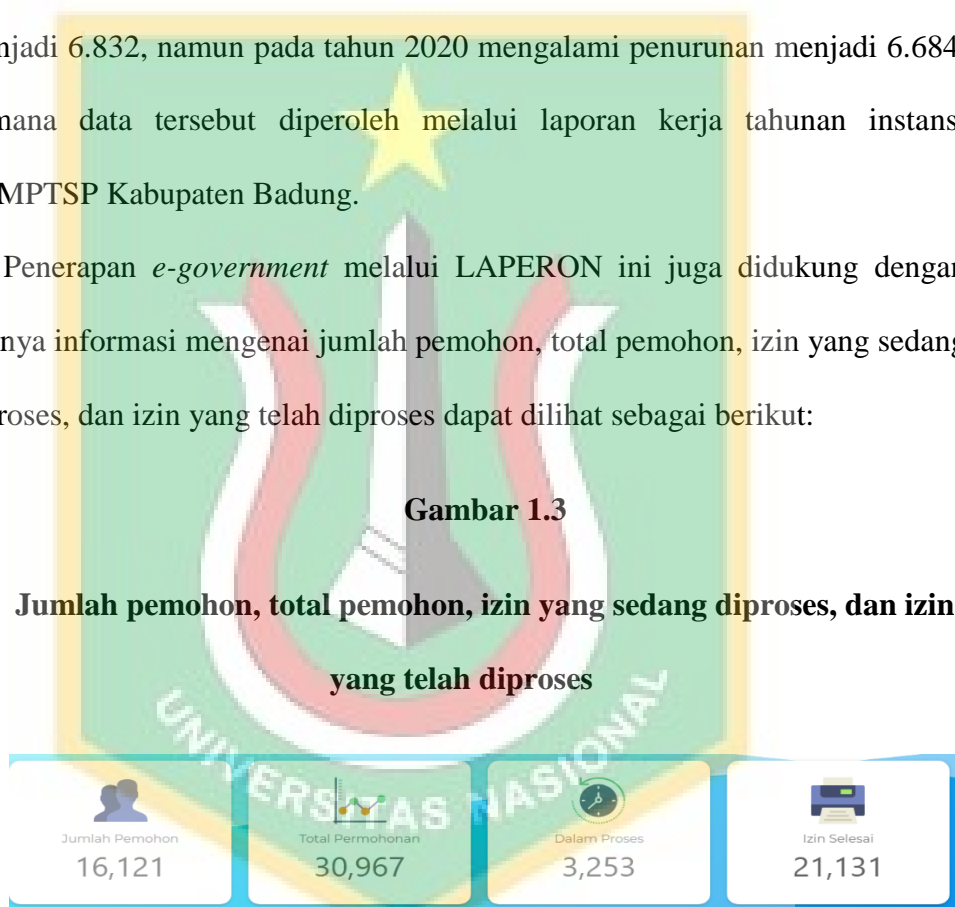 njadi 6.832, namun pada tahun 2020 mengalami penurunan menjadi 6.684
mana data tersebut diperoleh melalui laporan kerja tahunan instans
MPTSP Kabupaten Badung.
Penerapan e-government melalui LAPERON ini juga didukung dengan
nya informasi mengenai jumlah pemohon, total pemohon, izin yang sedang
roses, dan izin yang telah diproses dapat dilihat sebagai berikut:
Gambar 1.3
Jumlah pemohon, total pemohon, izin yang sedang diproses, dan izin
yang telah diproses
UNIVERSITAS NASIONAL
Jumlah Pemohon Total Permohonan Dalam Proses Izin Selesai
16,121 30,967 3,253 21,131